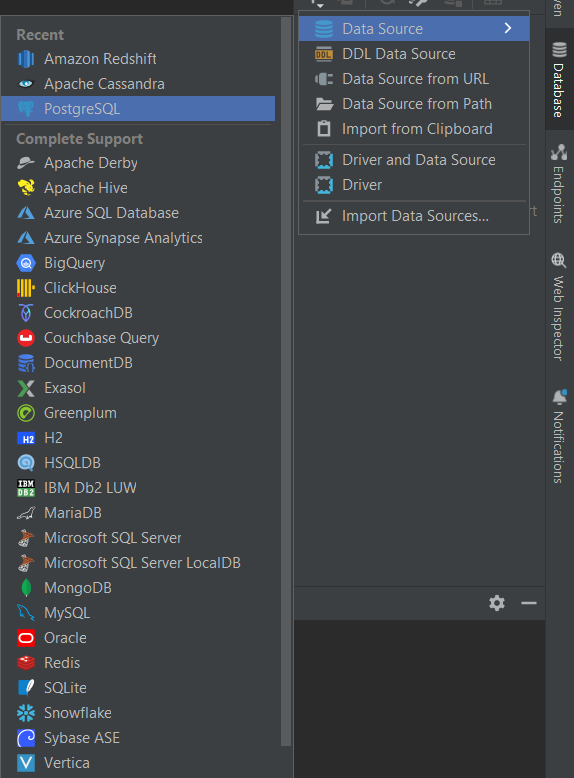 Recent
Amazon Redshift
Apache Cassandra
PostgreSQL
Complete Support
Apache Derby
Apache Hive
Azure SQL Database
Azure Synapse Analytics
BigQuery
ClickHouse
CockroachDB
Couchbase Query
DocumentDB
Exasol
Greenplum
H2
H2
HSQLDB
IBM DB2
IBM Db2 LUW
MariaDB
Microsoft SQL Server
Microsoft SQL Server LocalDB
MongoDB
MySQL
Oracle
Redis
SQLite
Snowflake
Sybase ASE
Vertica
Data Source
DDL
DDL Data Source
Data Source from URL
Data Source from Path
Import from Clipboard
Driver and Data Source
Driver
Import Data Sources...
Database
Endpoints
Web Inspector
Notifications